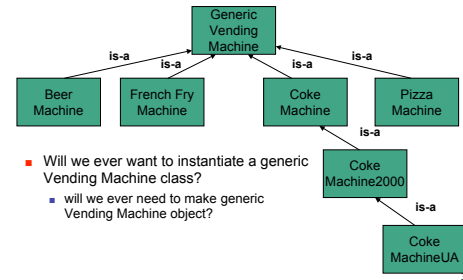 Generic
Vending
Machine
is-a
is-a
is-a
is-a
Beer
Machine
French Fry
Machine
Coke
Machine
Pizza
Machine
is-a
Will we ever want to instantiate a generic
Vending Machine class?
will we ever need to make generic
Vending Machine object?
Coke
Machine2000
is-a
Coke
MachineUA